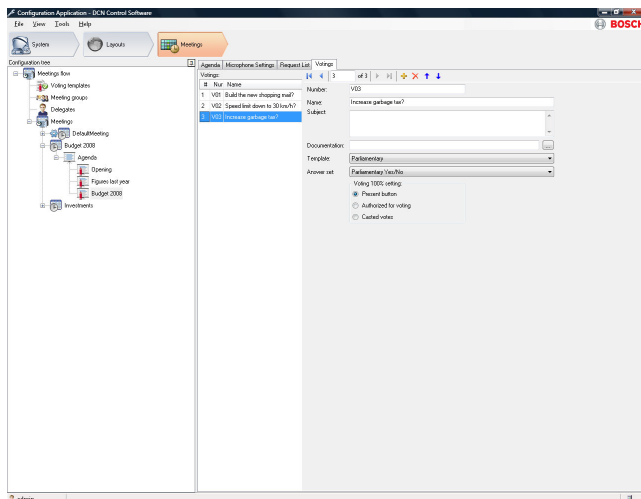 Configuration Application - DCN Control Software
File View Tools Help
BOSCH
System
Layouts
Meetings
Configuration tree
3
Meetings flow
Voting templates
Meeting groups
Delegates
Meetings
DefaultMeeting
Budget 2008
Agenda
Opening
Figures last year
Budget 2008
Investments
Agenda Microphone Settings Request List Votings
Votings:
# Nur Name
1 V01 Build the new shopping mall?
2 V02 Speed limit down to 30 km/h?
3 V03 Increase garbage tax?
3 of 3
Number: V03
Name: Increase garbage tax?
Subject
Documentation: ...
Template: Parliamentary
Answer set: Parliamentary Yes/No
Voting 100% setting:
Present button
Authorized for voting
Casted votes
admin